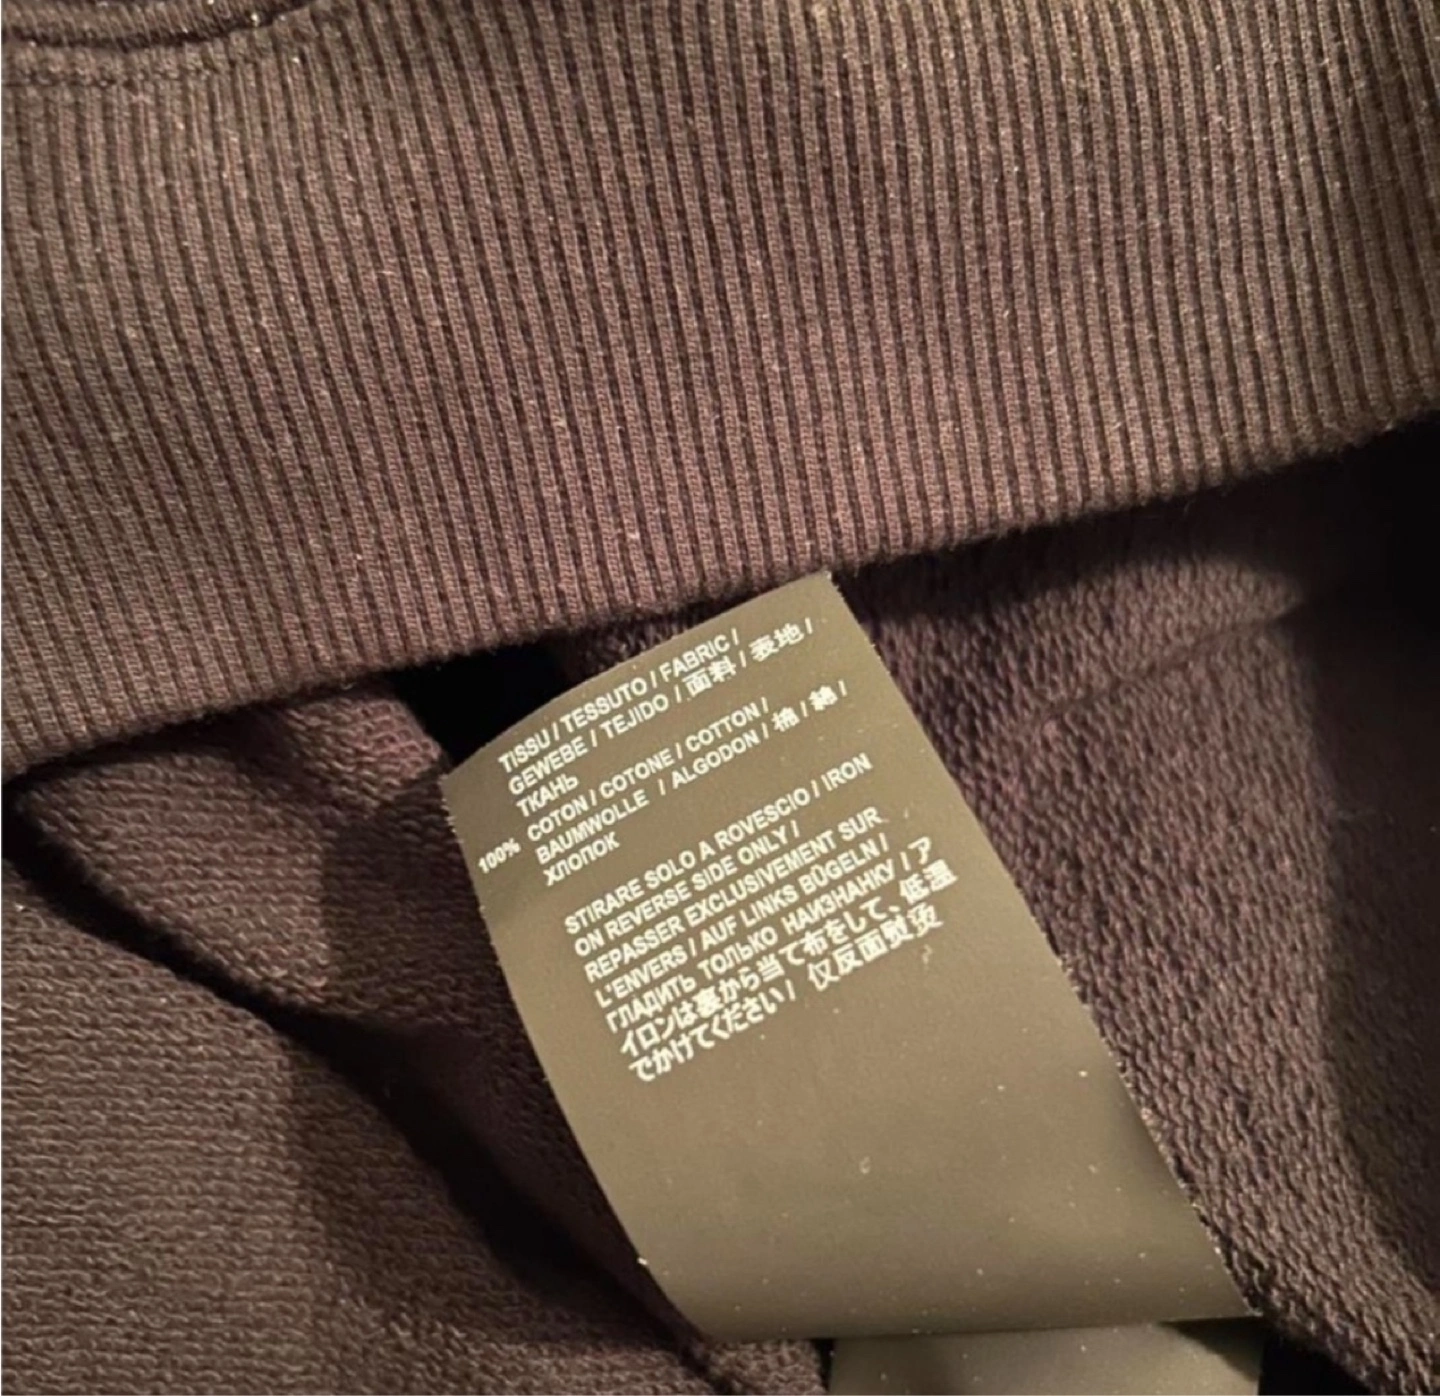 TISSU / TESSUTO / FABRIC /
GEWEBE / TEJIDO / 面料 / 表地 /
ТКАНЬ
100% COTON / COTONE / COTTON /
BAUMWOLLE / ALGODON / 棉 / 綿 /
ХЛОПОК
STIRARE SOLO A ROVESCIO / IRON
ON REVERSE SIDE ONLY /
REPASSER EXCLUSIVEMENT SUR
L'ENVERS / AUF LINKS BÜGELN /
ГЛАДИТЬ ТОЛЬКО НАИЗНАНКУ / ア
イロンは裏から当て布をして、低温
でかけてください / 仅反面熨烫